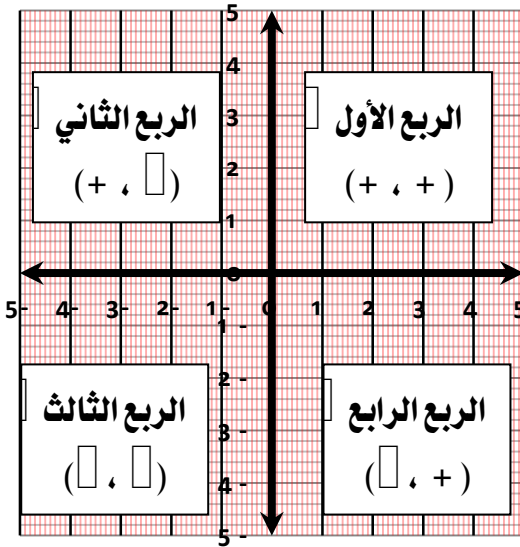 5
4
الربع الأول ▯
الربع الثاني ▯
3
2
(+ ، +)
(▯ ، +)
1
0
5- 4- 3- 2- 1- 0 1 2 3 4 5
1 -
2 -
الربع الرابع ▯
الربع الثالث ▯
3 -
(+ ، ▯)
(▯ ، ▯)
4 -
5 -